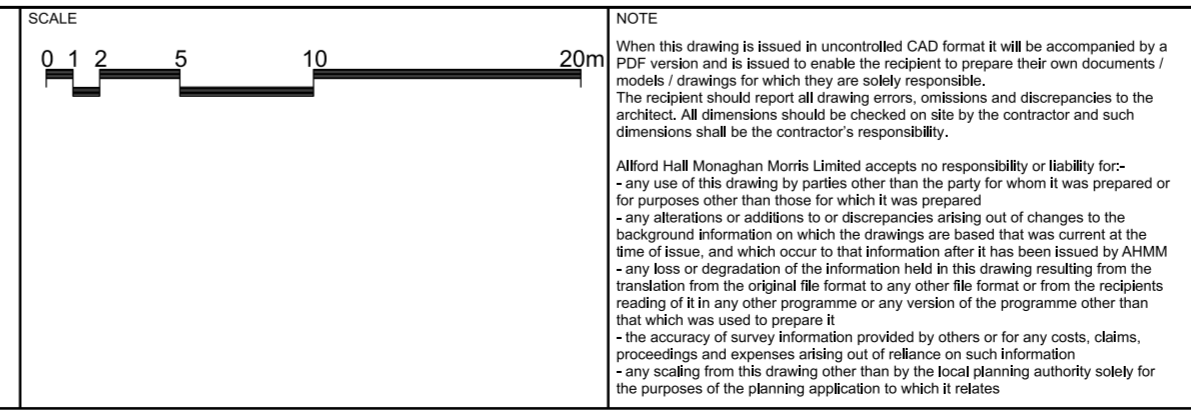 SCALE
0 1 2 5 10 20m
NOTE
When this drawing is issued in uncontrolled CAD format it will be accompanied by a
PDF version and is issued to enable the recipient to prepare their own documents /
models / drawings for which they are solely responsible.
The recipient should report all drawing errors, omissions and discrepancies to the
architect. All dimensions should be checked on site by the contractor and such
dimensions shall be the contractor's responsibility.
Allford Hall Monaghan Morris Limited accepts no responsibility or liability for:-
- any use of this drawing by parties other than the party for whom it was prepared or
for purposes other than those for which it was prepared
- any alterations or additions to or discrepancies arising out of changes to the
background information on which the drawings are based that was current at the
time of issue, and which occur to that information after it has been issued by AHMM
- any loss or degradation of the information held in this drawing resulting from the
translation from the original file format to any other file format or from the recipients
reading of it in any other programme or any version of the programme other than
that which was used to prepare it
- the accuracy of survey information provided by others or for any costs, claims,
proceedings and expenses arising out of reliance on such information
- any scaling from this drawing other than by the local planning authority solely for
the purposes of the planning application to which it relates